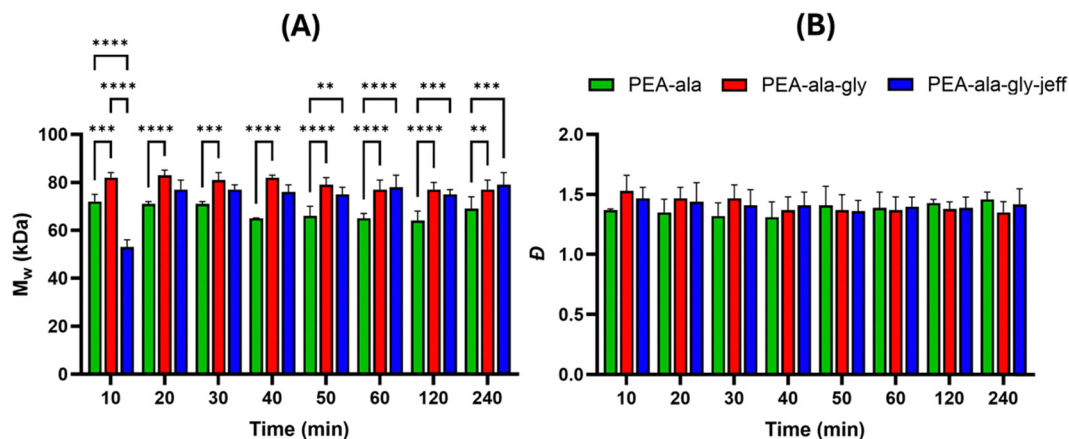 (A)
(B)
****
****
** **** *** ***
*** **** *** **** **** **** **** **
PEA-ala PEA-ala-gly PEA-ala-gly-jeff
100
80
60
40
20
0
Mw (kDa)
10 20 30 40 50 60 120 240
Time (min)
2.0
1.5
1.0
0.5
0.0
Đ
10 20 30 40 50 60 120 240
Time (min)